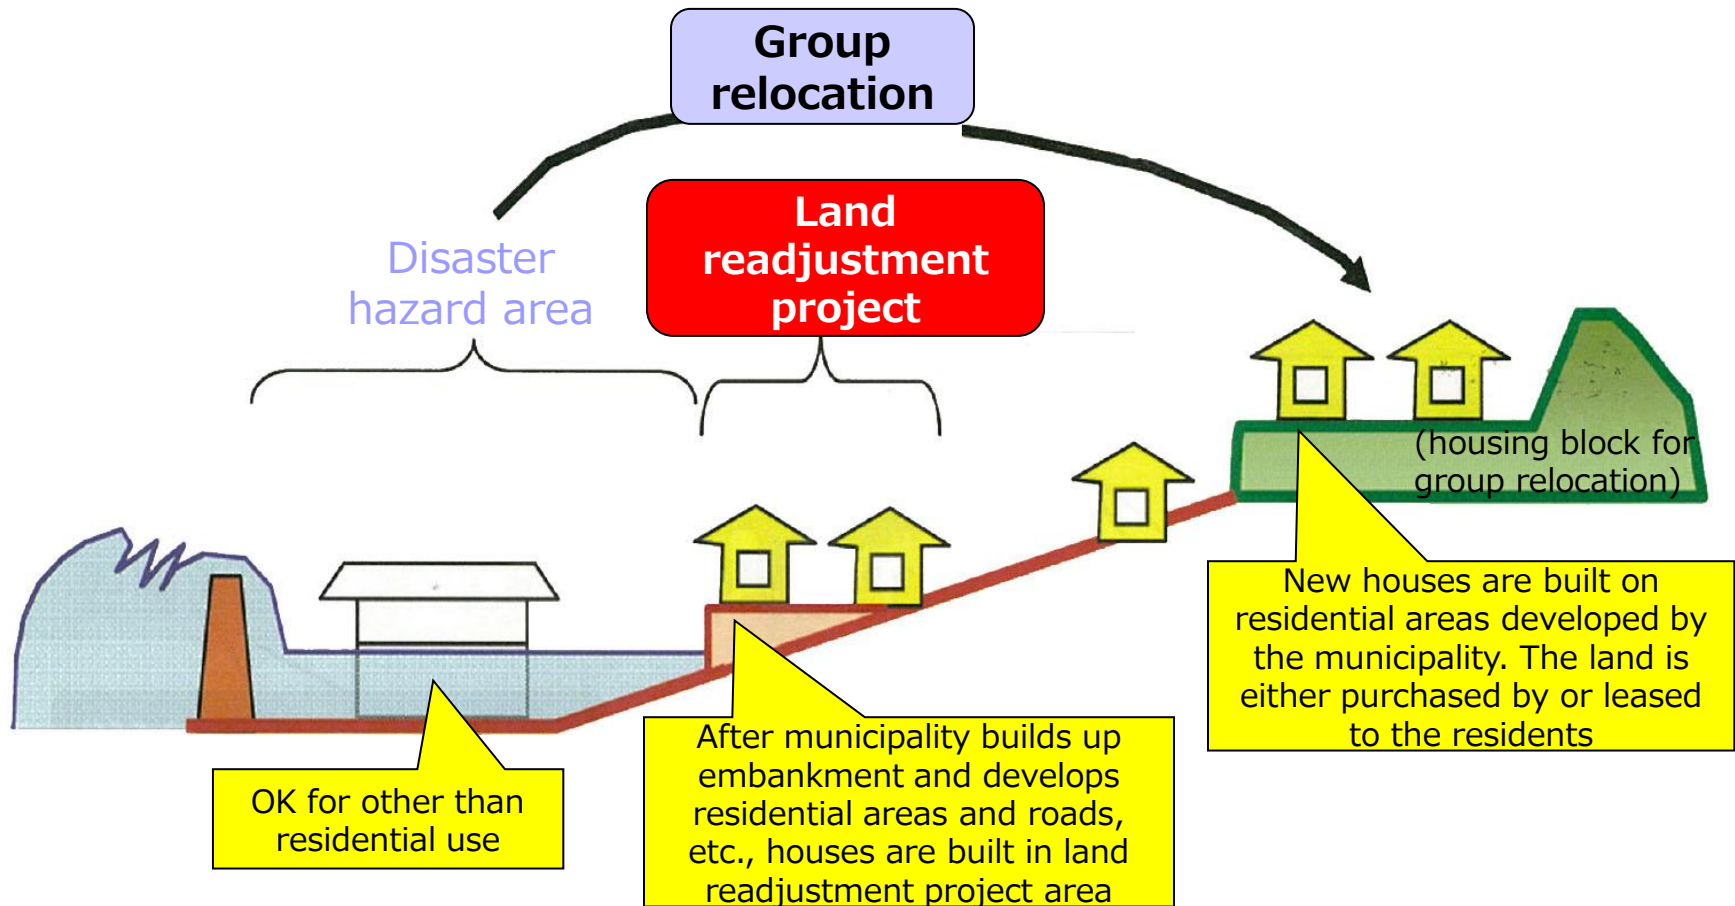 Group
relocation
Land
readjustment
project
Disaster
hazard area
(housing block for
group relocation)
New houses are built on
residential areas developed by
the municipality. The land is
either purchased by or leased
to the residents
After municipality builds up
embankment and develops
residential areas and roads,
etc., houses are built in land
readjustment project area
OK for other than
residential use